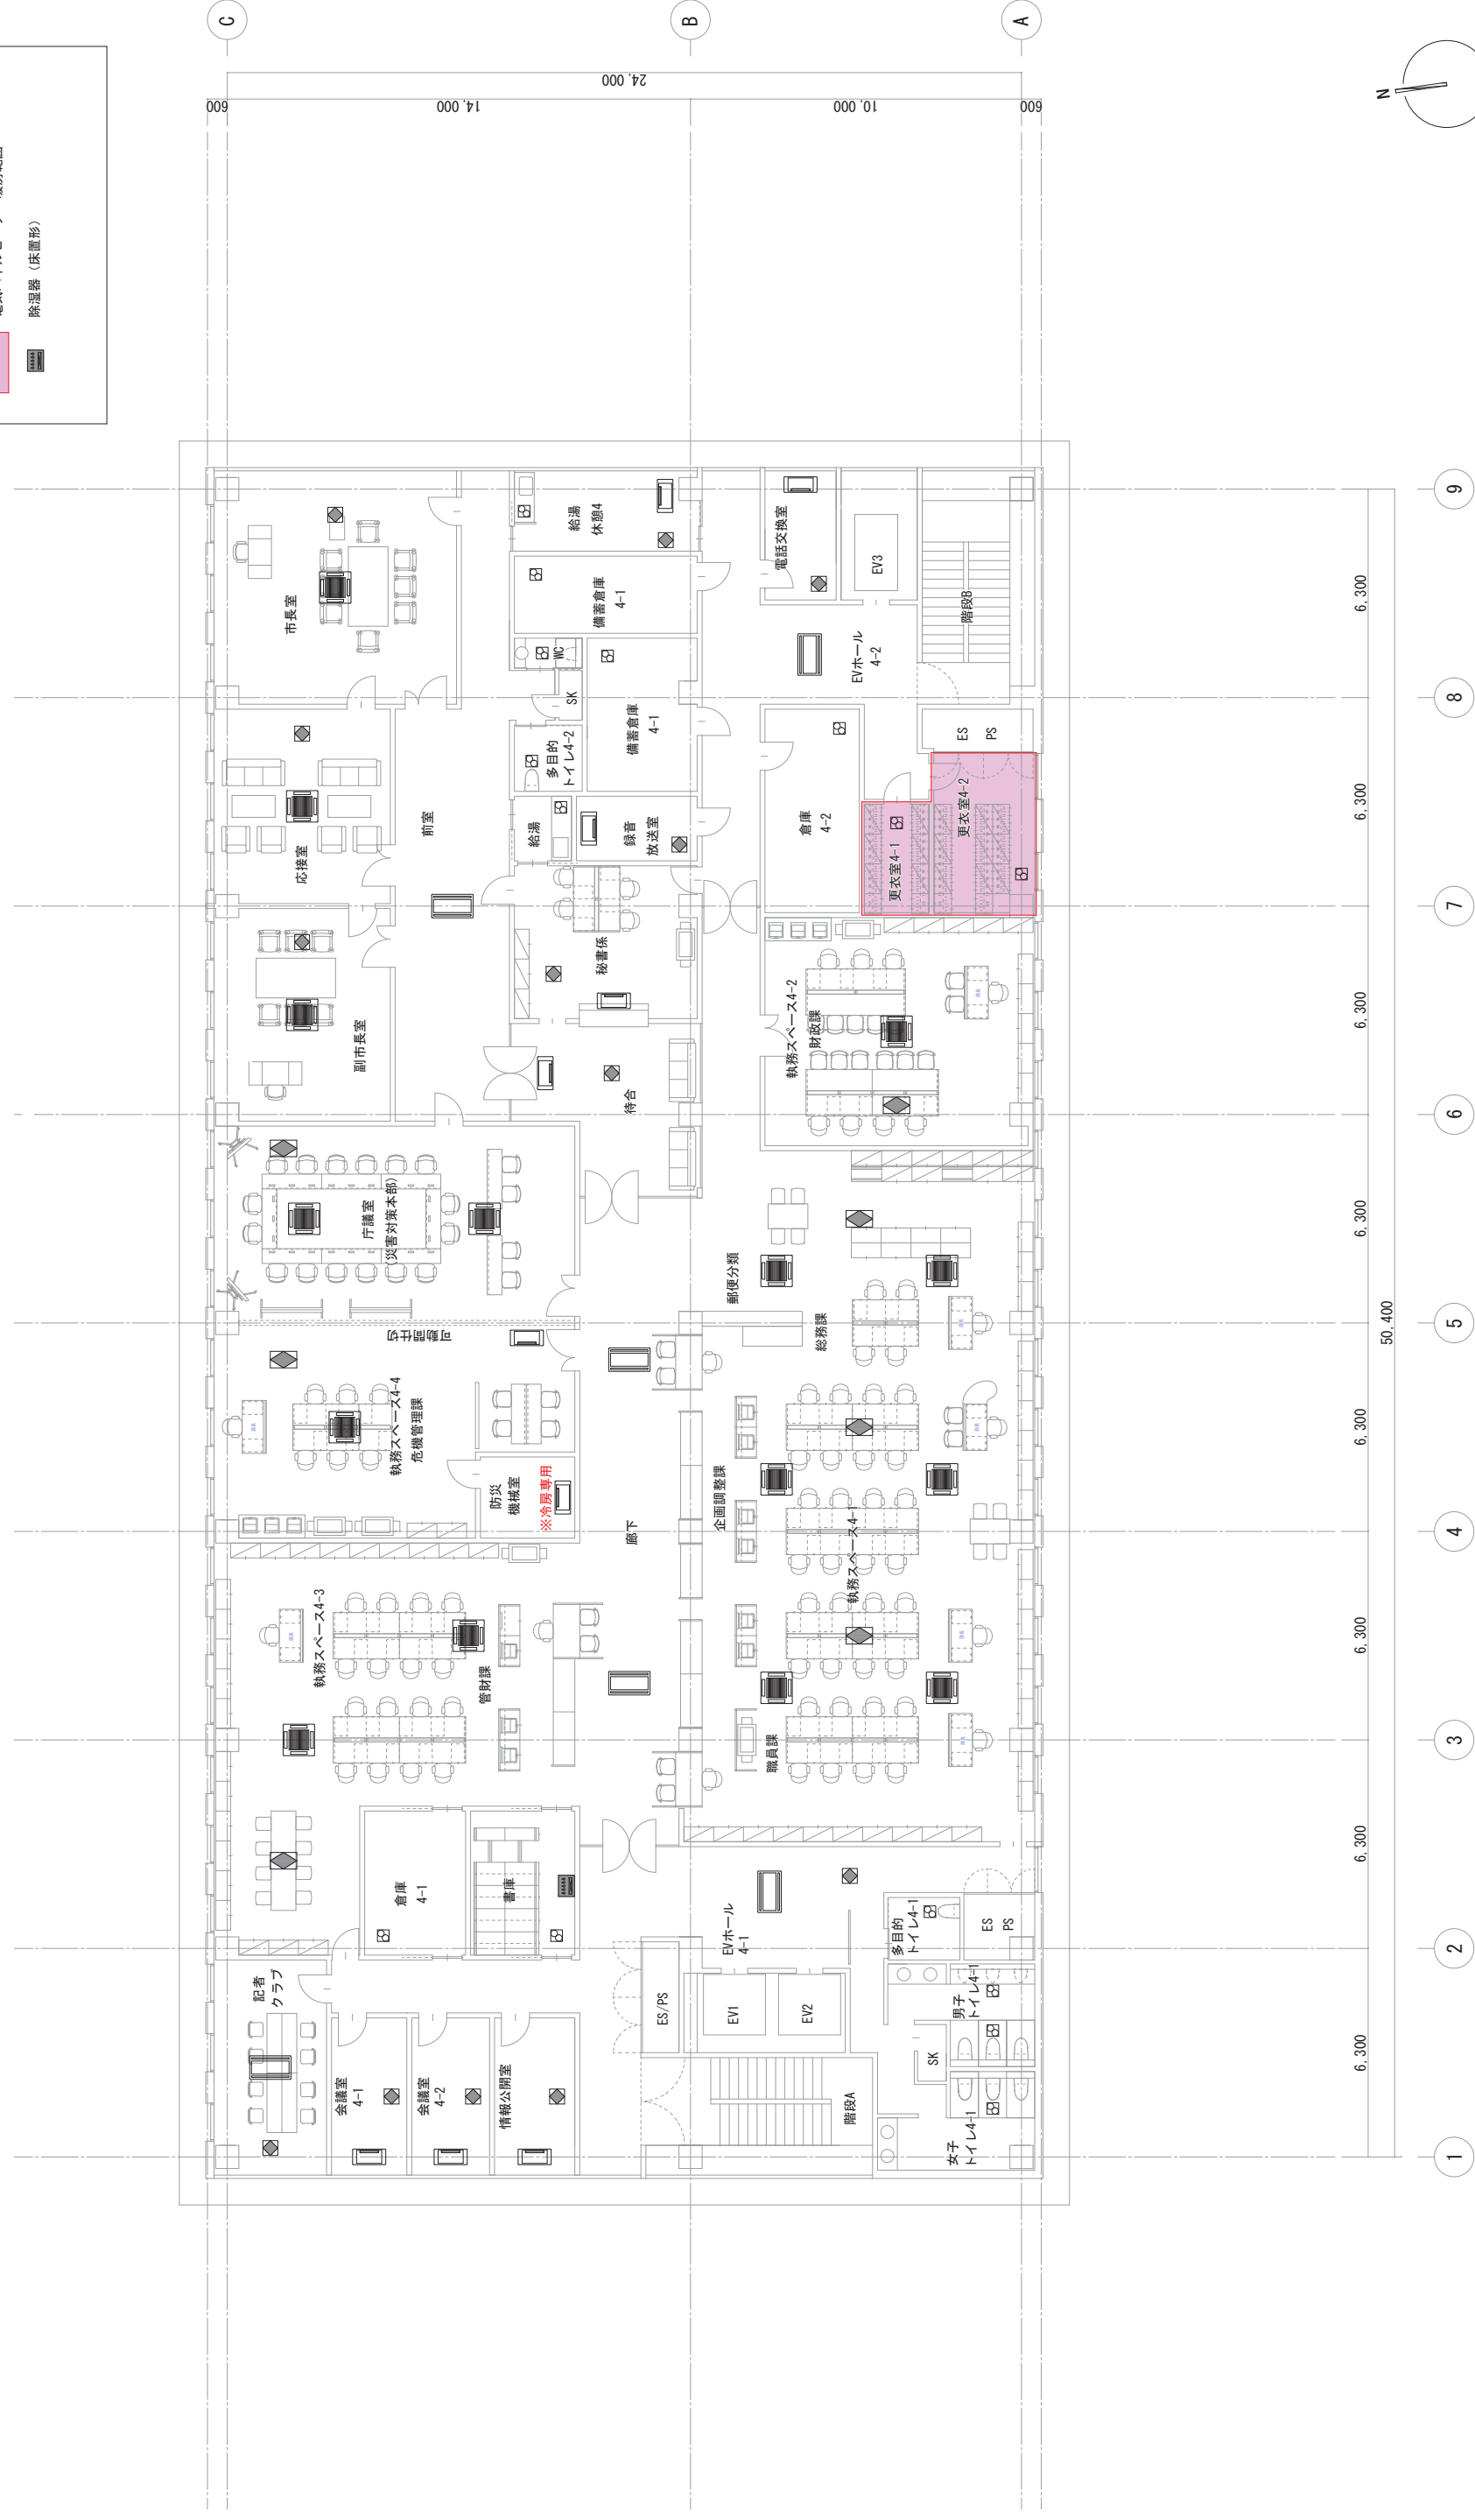 除湿器（床置形）
C
B
A
24,000
600
14,000
10,000
600
N
市長室
応接室
副市長室
前室
給湯
休憩4
備蓄倉庫
4-1
WC
SK
多目的
トイレ4-2
備蓄倉庫
4-1
給湯
録音
放送室
秘書係
待合
電話交換室
EV3
階段B
EVホール
4-2
倉庫
4-2
ES
PS
更衣室4-1
更衣室4-2
執務スペース4-2
財政課
庁議室
（災害対策本部）
可動間仕切
執務スペース4-4
危機管理課
防災
機械室
※冷房専用
廊下
郵便分類
総務課
企画調整課
執務スペース4-1
職員課
執務スペース4-3
管財課
倉庫
4-1
書庫
記者
クラブ
会議室
4-1
会議室
4-2
情報公開室
ES/PS
EVホール
4-1
EV1
EV2
階段A
多目的
トイレ4-1
ES
PS
男子
トイレ4-1
SK
女子
トイレ4-1
6,300
6,300
6,300
6,300
6,300
6,300
6,300
6,300
50,400
9
8
7
6
5
4
3
2
1